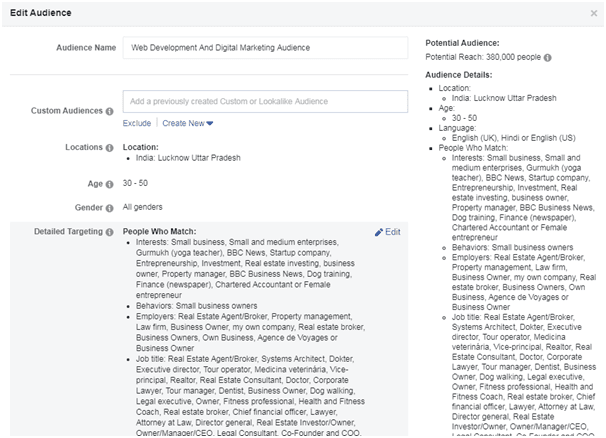 Edit Audience
×
Audience Name
Web Development And Digital Marketing Audience
Custom Audiences
Add a previously created Custom or Lookalike Audience
Exclude
Create New
Locations
Location:
India: Lucknow Uttar Pradesh
Age
30 - 50
Gender
All genders
Detailed Targeting
People Who Match:
Edit
Interests: Small business, Small and medium enterprises,
Gurmukh (yoga teacher), BBC News, Startup company,
Entrepreneurship, Investment, Real estate investing, business
owner, Property manager, BBC Business News, Dog training,
Finance (newspaper), Chartered Accountant or Female
entrepreneur
Behaviors: Small business owners
Employers: Real Estate Agent/Broker, Property management,
Law firm, Business Owner, my own company, Real estate broker,
Business Owners, Own Business, Agence de Voyages or
Business Owner
Job title: Real Estate Agent/Broker, Systems Architect, Dokter,
Executive director, Tour operator, Medicina veterinária, Vice-
principal, Realtor, Real Estate Consultant, Doctor, Corporate
Lawyer, Tour manager, Dentist, Business Owner, Dog walking,
Legal executive, Owner, Fitness professional, Health and Fitness
Coach, Real estate broker, Chief financial officer, Lawyer,
Attorney at Law, Director general, Real Estate Investor/Owner,
Owner/Manager/CEO, Legal Consultant, Co-Founder and COO,
Potential Audience:
Potential Reach: 380,000 people
Audience Details:
Location:
India: Lucknow Uttar Pradesh
Age:
30 - 50
Language:
English (UK), Hindi or English (US)
People Who Match:
Interests: Small business, Small and
medium enterprises, Gurmukh (yoga
teacher), BBC News, Startup company,
Entrepreneurship, Investment, Real
estate investing, business owner,
Property manager, BBC Business News,
Dog training, Finance (newspaper),
Chartered Accountant or Female
entrepreneur
Behaviors: Small business owners
Employers: Real Estate Agent/Broker,
Property management, Law firm,
Business Owner, my own company, Real
estate broker, Business Owners, Own
Business, Agence de Voyages or
Business Owner
Job title: Real Estate Agent/Broker,
Systems Architect, Dokter, Executive
director, Tour operator, Medicina
veterinária, Vice-principal, Realtor, Real
Estate Consultant, Doctor, Corporate
Lawyer, Tour manager, Dentist, Business
Owner, Dog walking, Legal executive,
Owner, Fitness professional, Health and
Fitness Coach, Real estate broker, Chief
financial officer, Lawyer, Attorney at Law,
Director general, Real Estate
Investor/Owner, Owner/Manager/CEO,
Legal Consultant, Co-Founder and COO